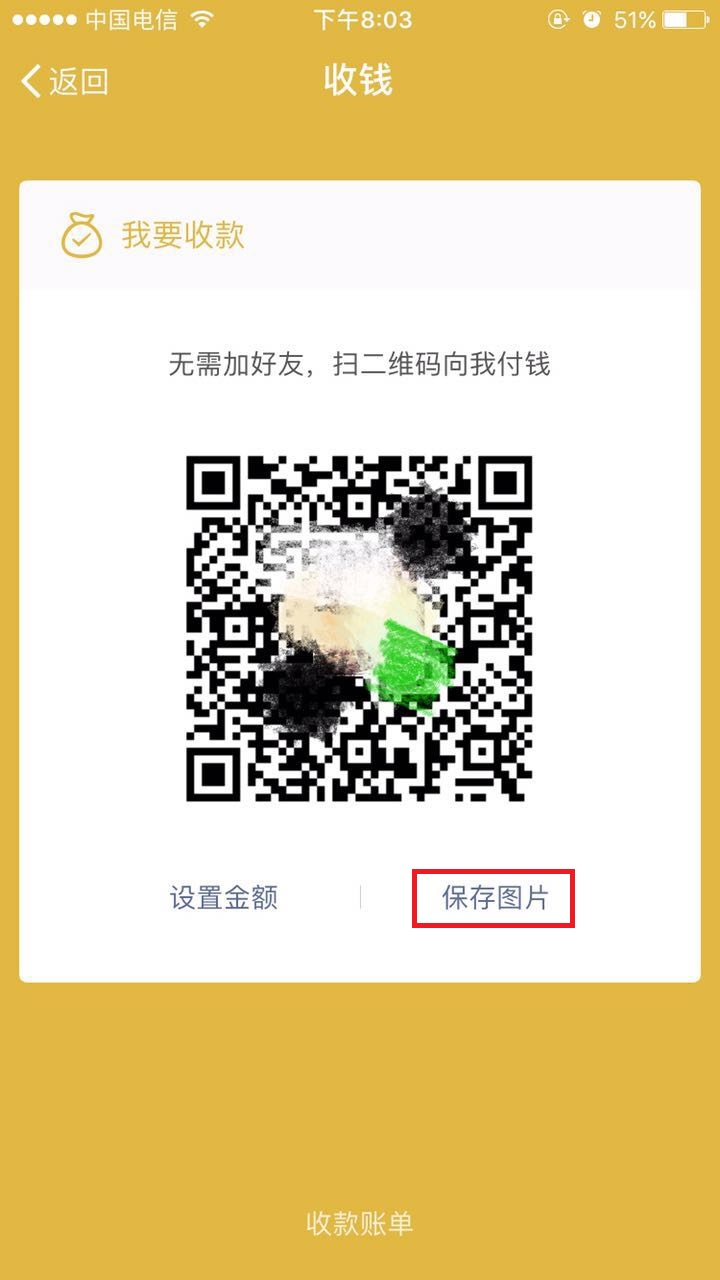 中国电信 下午8:03 51%
返回 收钱
我要收款
无需加好友，扫二维码向我付钱
设置金额 保存图片
收款账单